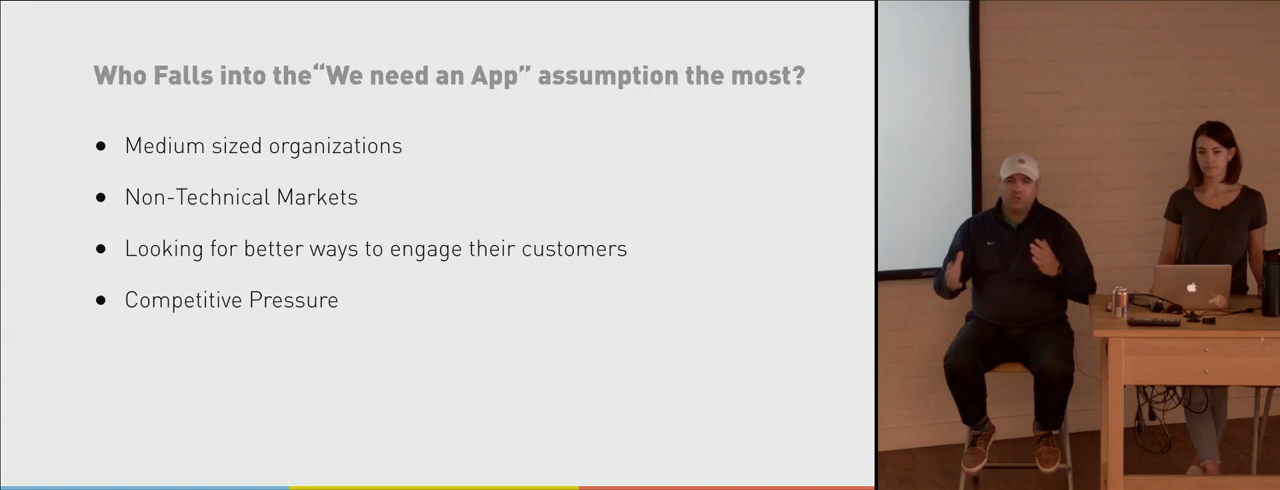 Who Falls into the“We need an App” assumption the most?
● Medium sized organizations
● Non-Technical Markets
● Looking for better ways to engage their customers
● Competitive Pressure